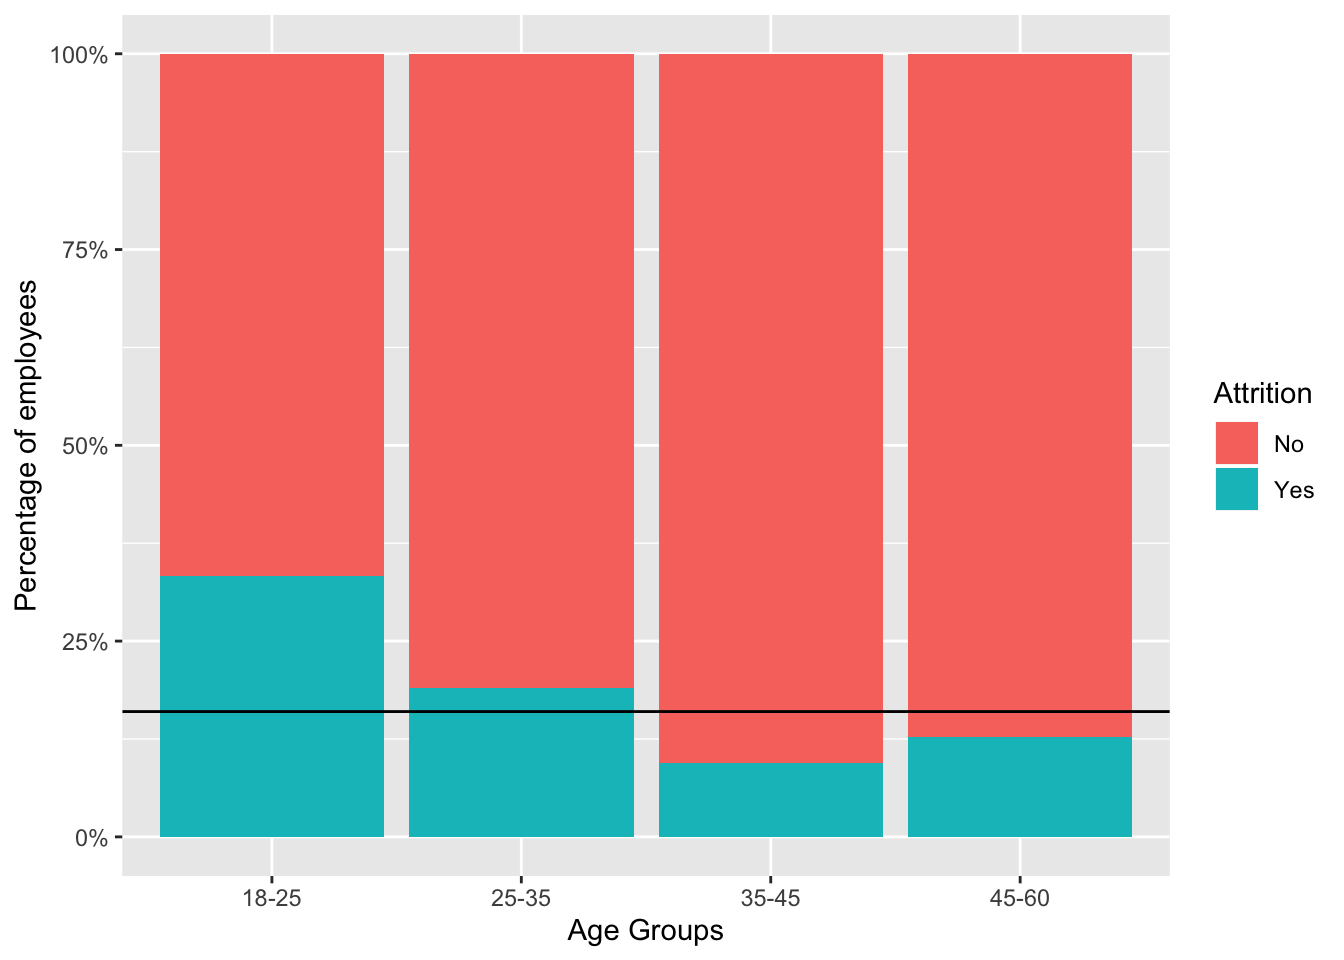 100%
75%
50%
25%
0%
Percentage of employees
18-25 25-35 35-45 45-60
Age Groups
Attrition
No
Yes